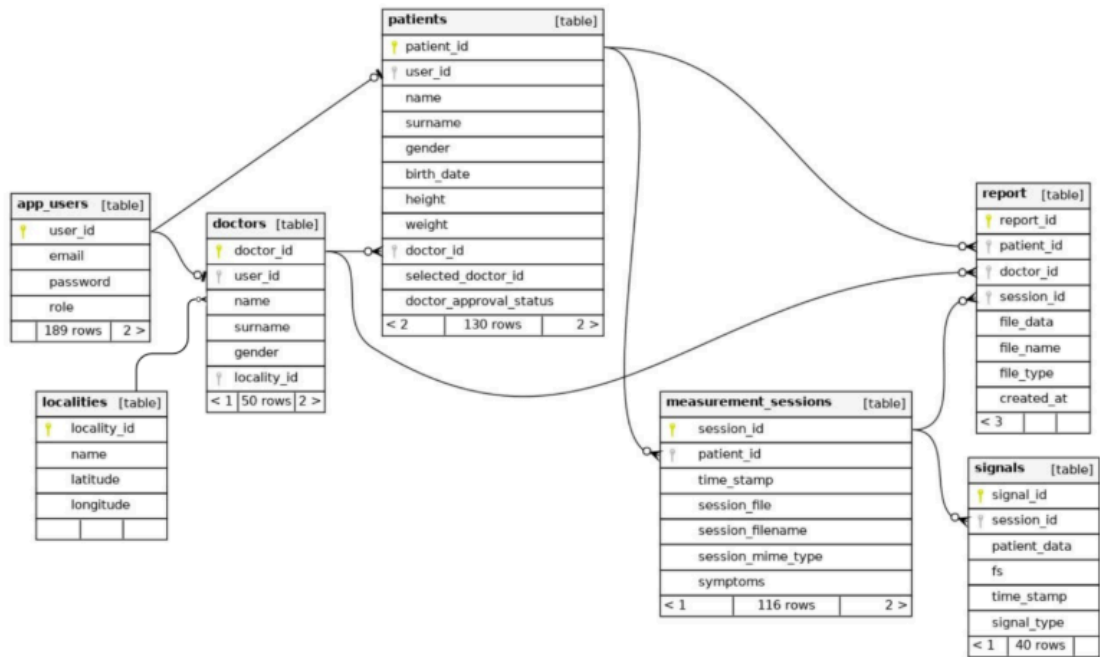 patients [table]
patient_id
user_id
name
surname
gender
birth_date
height
weight
doctor_id
selected_doctor_id
doctor_approval_status
< 2 130 rows 2 >
app_users [table]
user_id
email
password
role
189 rows 2 >
doctors [table]
doctor_id
user_id
name
surname
gender
locality_id
< 1 50 rows 2 >
localities [table]
locality_id
name
latitude
longitude
measurement_sessions [table]
session_id
patient_id
time_stamp
session_file
session_filename
session_mime_type
symptoms
< 1 116 rows 2 >
report [table]
report_id
patient_id
doctor_id
session_id
file_data
file_name
file_type
created_at
< 3
signals [table]
signal_id
session_id
patient_data
fs
time_stamp
signal_type
< 1 40 rows